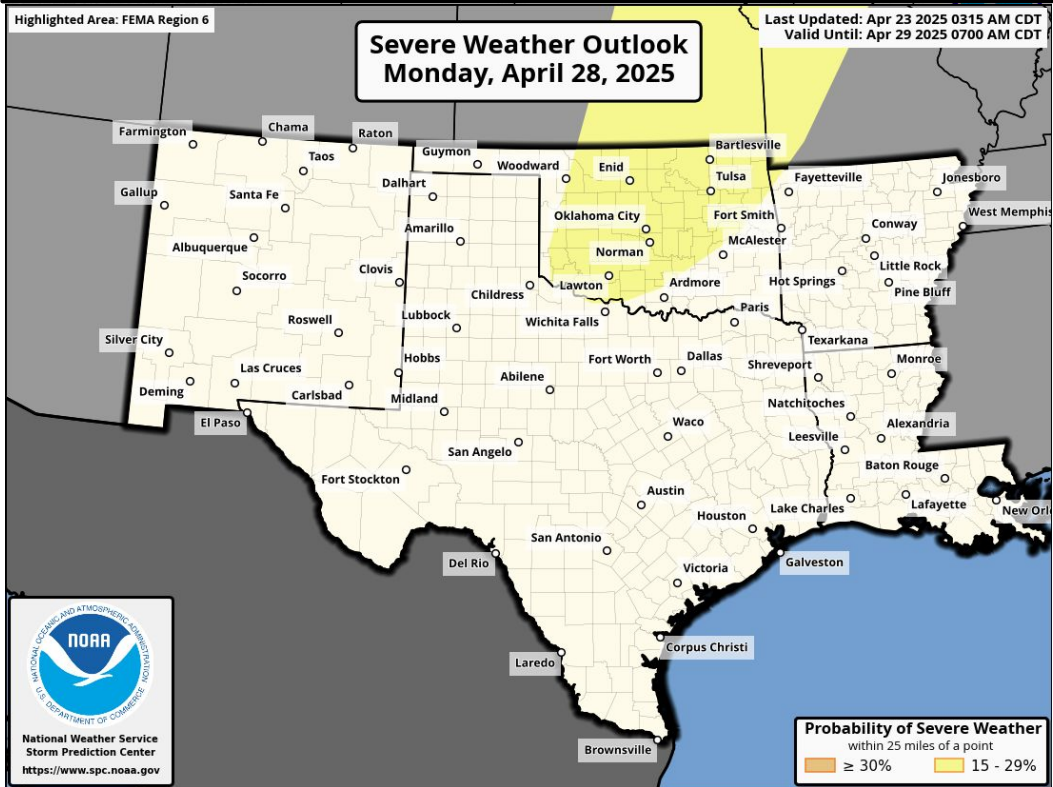 Highlighted Area: FEMA Region 6
Severe Weather Outlook
Monday, April 28, 2025
Last Updated: Apr 23 2025 0315 AM CDT
Valid Until: Apr 29 2025 0700 AM CDT
Farmington
Chama
Raton
Taos
Guymon
Woodward
Enid
Bartlesville
Tulsa
Fayetteville
Jonesboro
Gallup
Santa Fe
Dalhart
Oklahoma City
Fort Smith
West Memphis
Albuquerque
Amarillo
Norman
McAlester
Conway
Socorro
Clovis
Childress
Lawton
Ardmore
Hot Springs
Little Rock
Pine Bluff
Roswell
Lubbock
Wichita Falls
Paris
Texarkana
Silver City
Las Cruces
Hobbs
Fort Worth
Dallas
Shreveport
Monroe
Deming
Carlsbad
Midland
Abilene
Natchitoches
El Paso
San Angelo
Waco
Leesville
Alexandria
Fort Stockton
Baton Rouge
Austin
Houston
Lake Charles
Lafayette
New Orl
San Antonio
Del Rio
Galveston
Victoria
Corpus Christi
Laredo
Brownsville
NATIONAL OCEANIC AND ATMOSPHERIC ADMINISTRATION
NOAA
U.S. DEPARTMENT OF COMMERCE
National Weather Service
Storm Prediction Center
https://www.spc.noaa.gov
Probability of Severe Weather
within 25 miles of a point
≥ 30%
15 - 29%